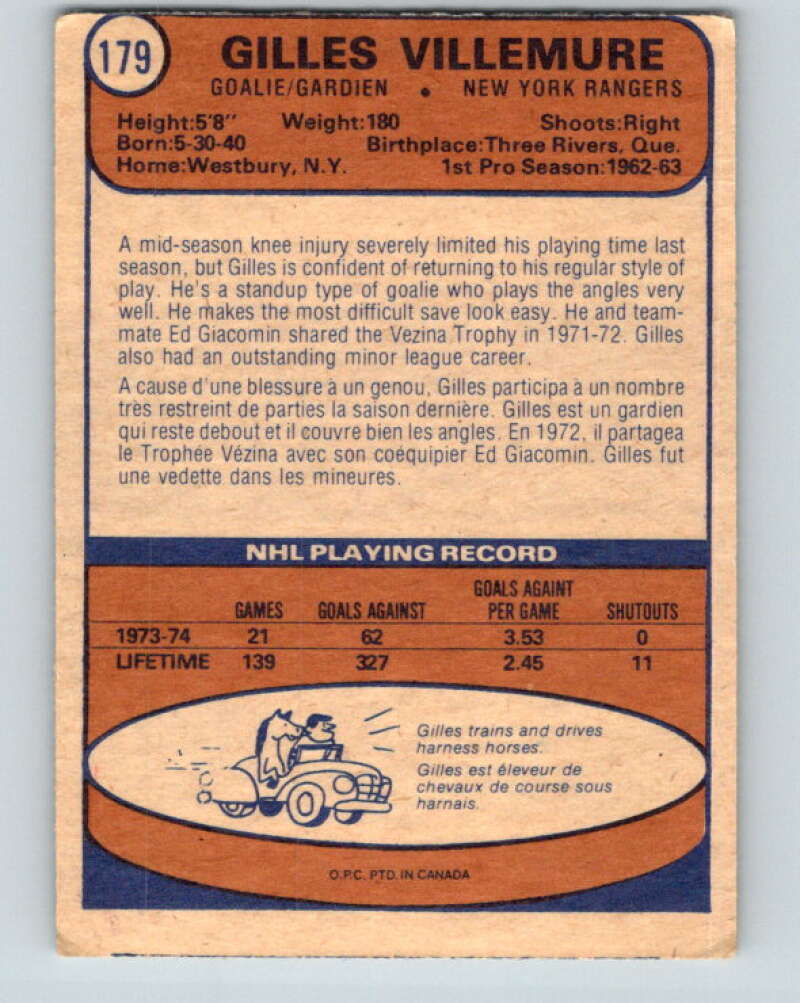 179
GILLES VILLEMURE
GOALIE/GARDIEN • NEW YORK RANGERS
Height:5'8" Weight:180 Shoots:Right
Born:5-30-40 Birthplace:Three Rivers, Que.
Home:Westbury, N.Y. 1st Pro Season:1962-63
A mid-season knee injury severely limited his playing time last
season, but Gilles is confident of returning to his regular style of
play. He's a standup type of goalie who plays the angles very
well. He makes the most difficult save look easy. He and team-
mate Ed Giacomin shared the Vezina Trophy in 1971-72. Gilles
also had an outstanding minor league career.
A cause d'une blessure à un genou, Gilles participa à un nombre
très restreint de parties la saison dernière. Gilles est un gardien
qui reste debout et il couvre bien les angles. En 1972, il partagea
le Trophée Vézina avec son coéquipier Ed Giacomin. Gilles fut
une vedette dans les mineures.
NHL PLAYING RECORD
GAMES GOALS AGAINST GOALS AGAINT PER GAME SHUTOUTS
1973-74 21 62 3.53 0
LIFETIME 139 327 2.45 11
Gilles trains and drives
harness horses.
Gilles est éleveur de
chevaux de course sous
harnais.
O.P.C. PTD. IN CANADA